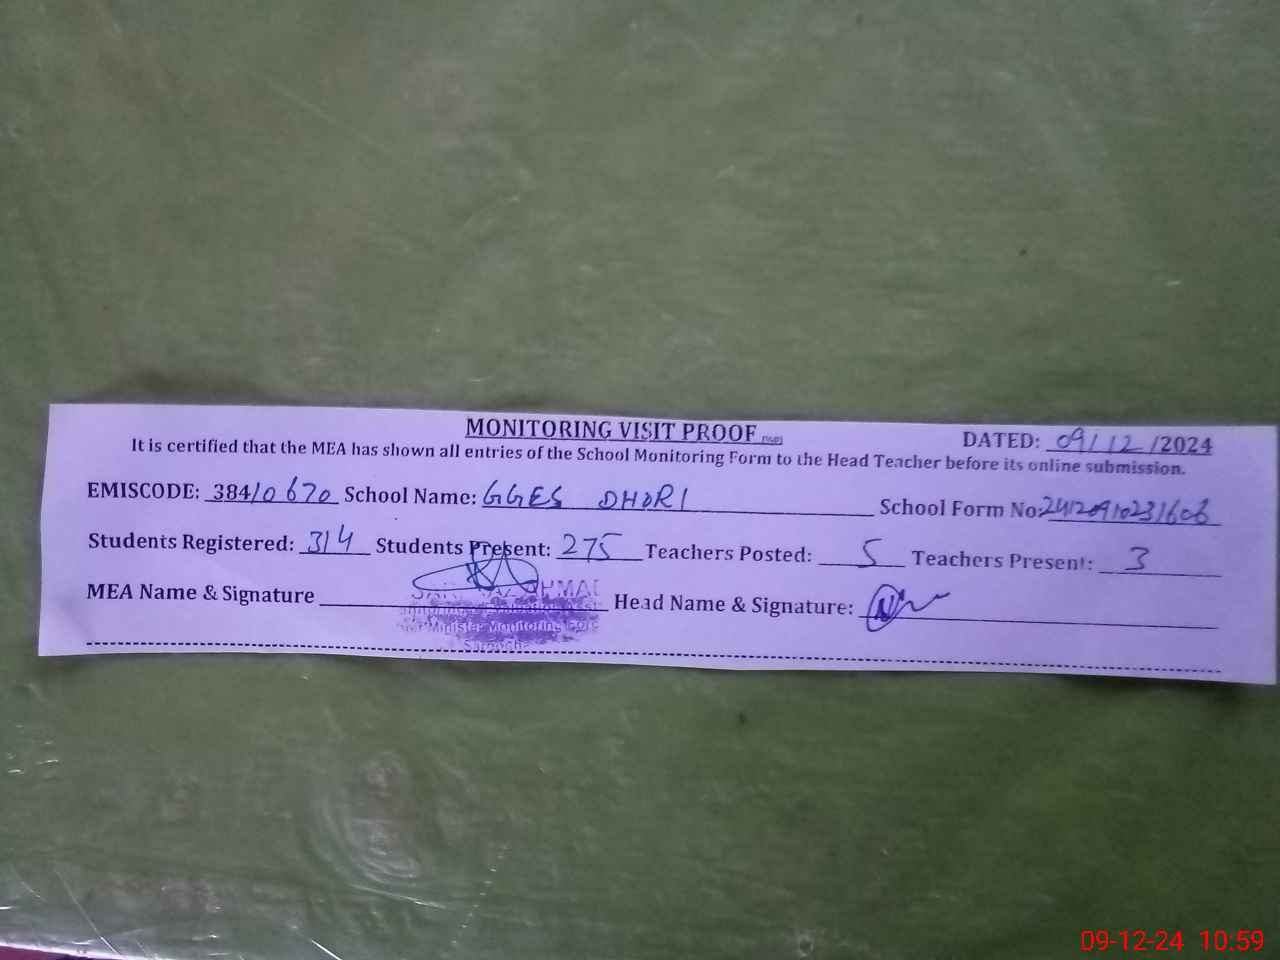 MONITORING VISIT PROOF
DATED: 09/12/2024
It is certified that the MEA has shown all entries of the School Monitoring Form to the Head Teacher before its online submission.
EMISCODE: 384/0670 School Name: GGES DHORI School Form No:
Students Registered: 314 Students Present: 275 Teachers Posted: 5 Teachers Present: 3
MEA Name & Signature Head Name & Signature:
Monitoring
09-12-24 10:59